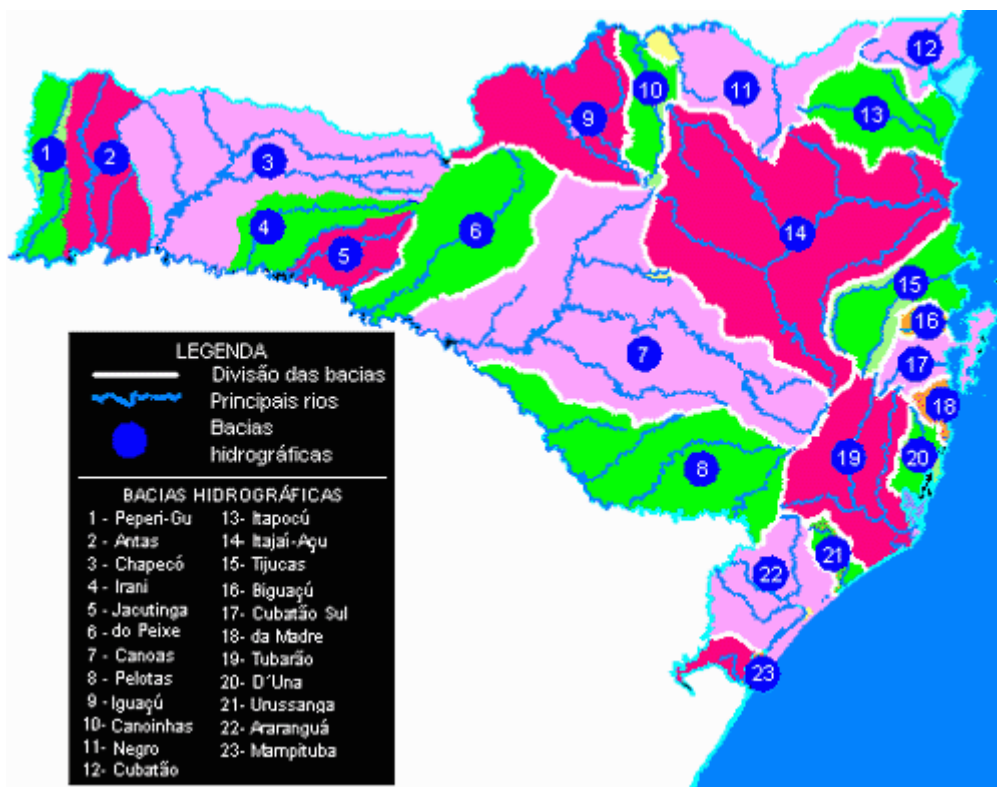 12
11
10
13
9
1
2
3
4
5
6
14
15
16
17
7
18
8
19
20
21
22
23
LEGENDA
Divisão das bacias
Principais rios
Bacias
hidrográficas
BACIAS HIDROGRÁFICAS
1 - Peperi-Gu
2 - Antas
3 - Chapecó
4 - Irani
5 - Jacutinga
6 - do Peixe
7 - Canoas
8 - Pelotas
9 - Iguaçú
10- Canoinhas
11- Negro
12- Cubatão
13- Itapocú
14- Itajaí-Açu
15- Tijucas
16- Biguaçú
17- Cubatão Sul
18- da Madre
19- Tubarão
20- D´Una
21- Urussanga
22- Araranguá
23- Mampituba